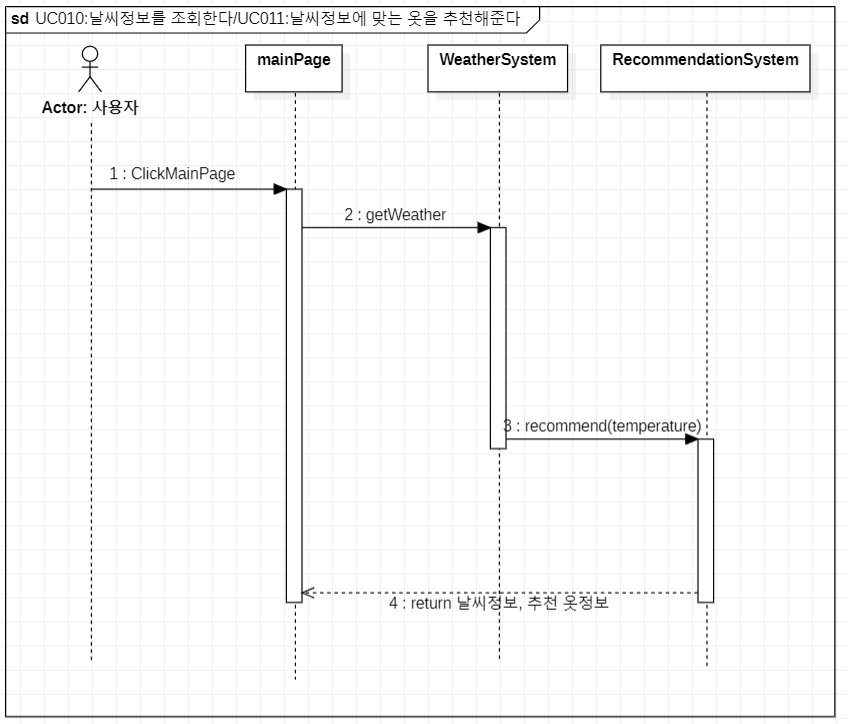 sd UC010:날씨정보를 조회한다/UC011:날씨정보에 맞는 옷을 추천해준다
mainPage
WeatherSystem
RecommendationSystem
Actor: 사용자
1 : ClickMainPage
2 : getWeather
3 : recommend(temperature)
4 : return 날씨정보, 추천 옷정보